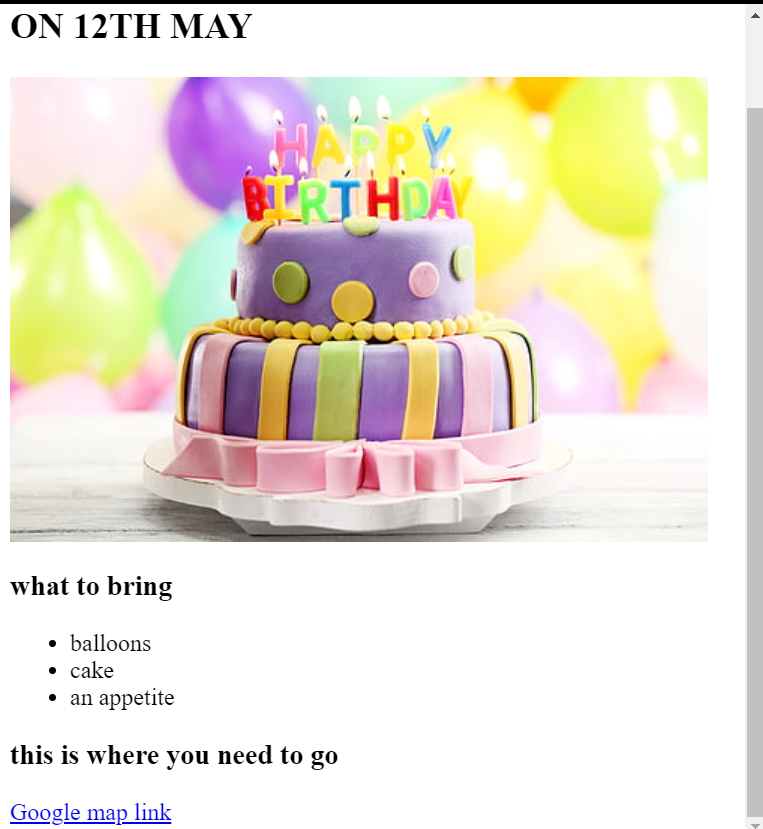 ON 12TH MAY
HAPPY
BIRTHDAY
what to bring
balloons
cake
an appetite
this is where you need to go
Google map link